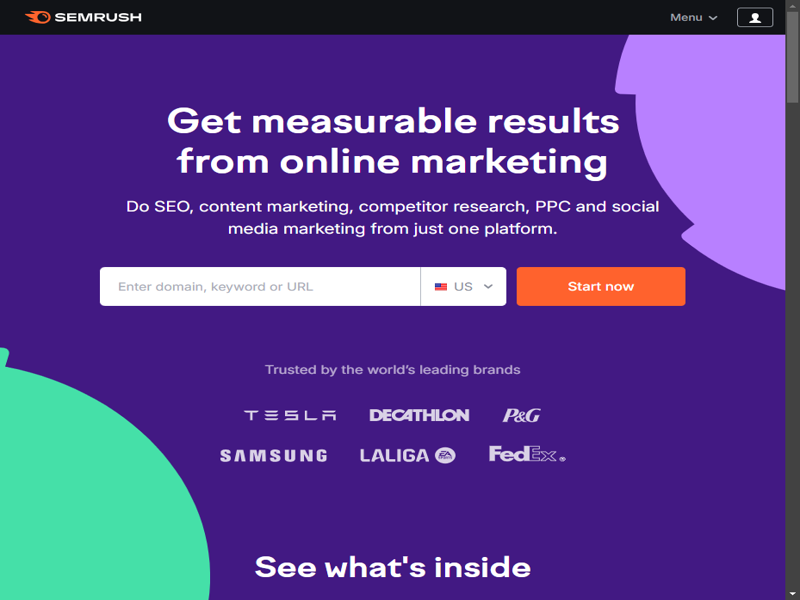 SEMRUSH
Menu
Get measurable results
from online marketing
Do SEO, content marketing, competitor research, PPC and social
media marketing from just one platform.
Enter domain, keyword or URL
US
Start now
Trusted by the world's leading brands
TESLA
DECATHLON
P&G
SAMSUNG
LALIGA
FedEx®
See what's inside